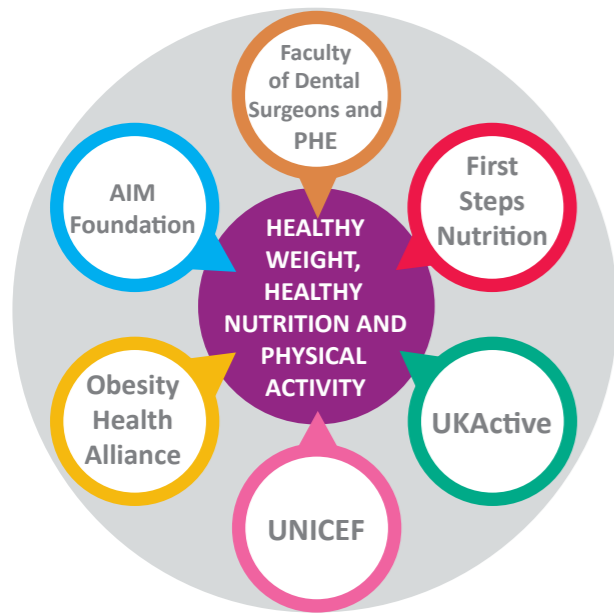 Faculty
of Dental
Surgeons and
PHE
First
Steps
Nutrition
UKActive
UNICEF
Obesity
Health
Alliance
AIM
Foundation
HEALTHY
WEIGHT,
HEALTHY
NUTRITION AND
PHYSICAL
ACTIVITY